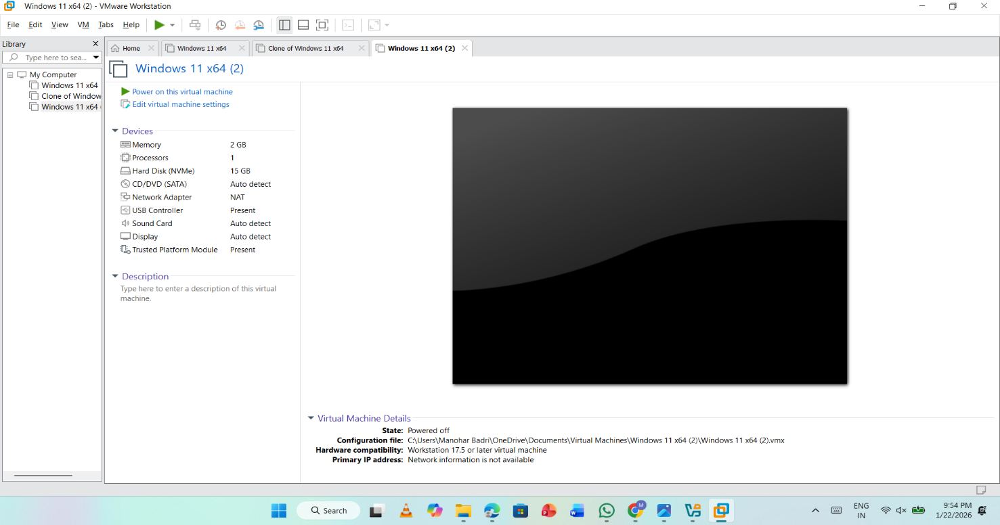 Windows 11 x64 (2) - VMware Workstation
File Edit View VM Tabs Help
Library
Type here to sea...
My Computer
Windows 11 x64
Clone of Window
Windows 11 x64
Home
Windows 11 x64
Clone of Windows 11 x64
Windows 11 x64 (2)
Windows 11 x64 (2)
Power on this virtual machine
Edit virtual machine settings
Devices
Memory 2 GB
Processors 1
Hard Disk (NVMe) 15 GB
CD/DVD (SATA) Auto detect
Network Adapter NAT
USB Controller Present
Sound Card Auto detect
Display Auto detect
Trusted Platform Module Present
Description
Type here to enter a description of this virtual
machine.
Virtual Machine Details
State: Powered off
Configuration file: C:\Users\Manohar Badri\OneDrive\Documents\Virtual Machines\Windows 11 x64 (2)\Windows 11 x64 (2).vmx
Hardware compatibility: Workstation 17.5 or later virtual machine
Primary IP address: Network information is not available
Search
M
ENG
IN
9:54 PM
1/22/2026